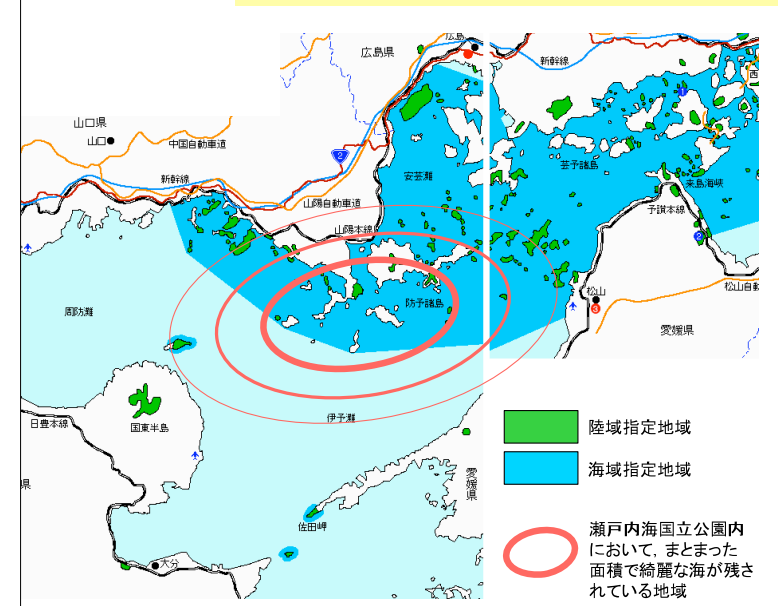 広島
広島県
新幹線
西
1
山口県
山口
中国自動車道
2
芸予諸島
安芸灘
新幹線
来島海峡
山陽自動車道
予讃本線
山陽本線
2
松山
松山自動
防予諸島
3
周防灘
愛媛県
伊予灘
日豊本線
国東半島
陸域指定地域
海域指定地域
県
愛媛県
佐田岬
大分
瀬戸内海国立公園内
において, まとまった
面積で綺麗な海が残さ
れている地域